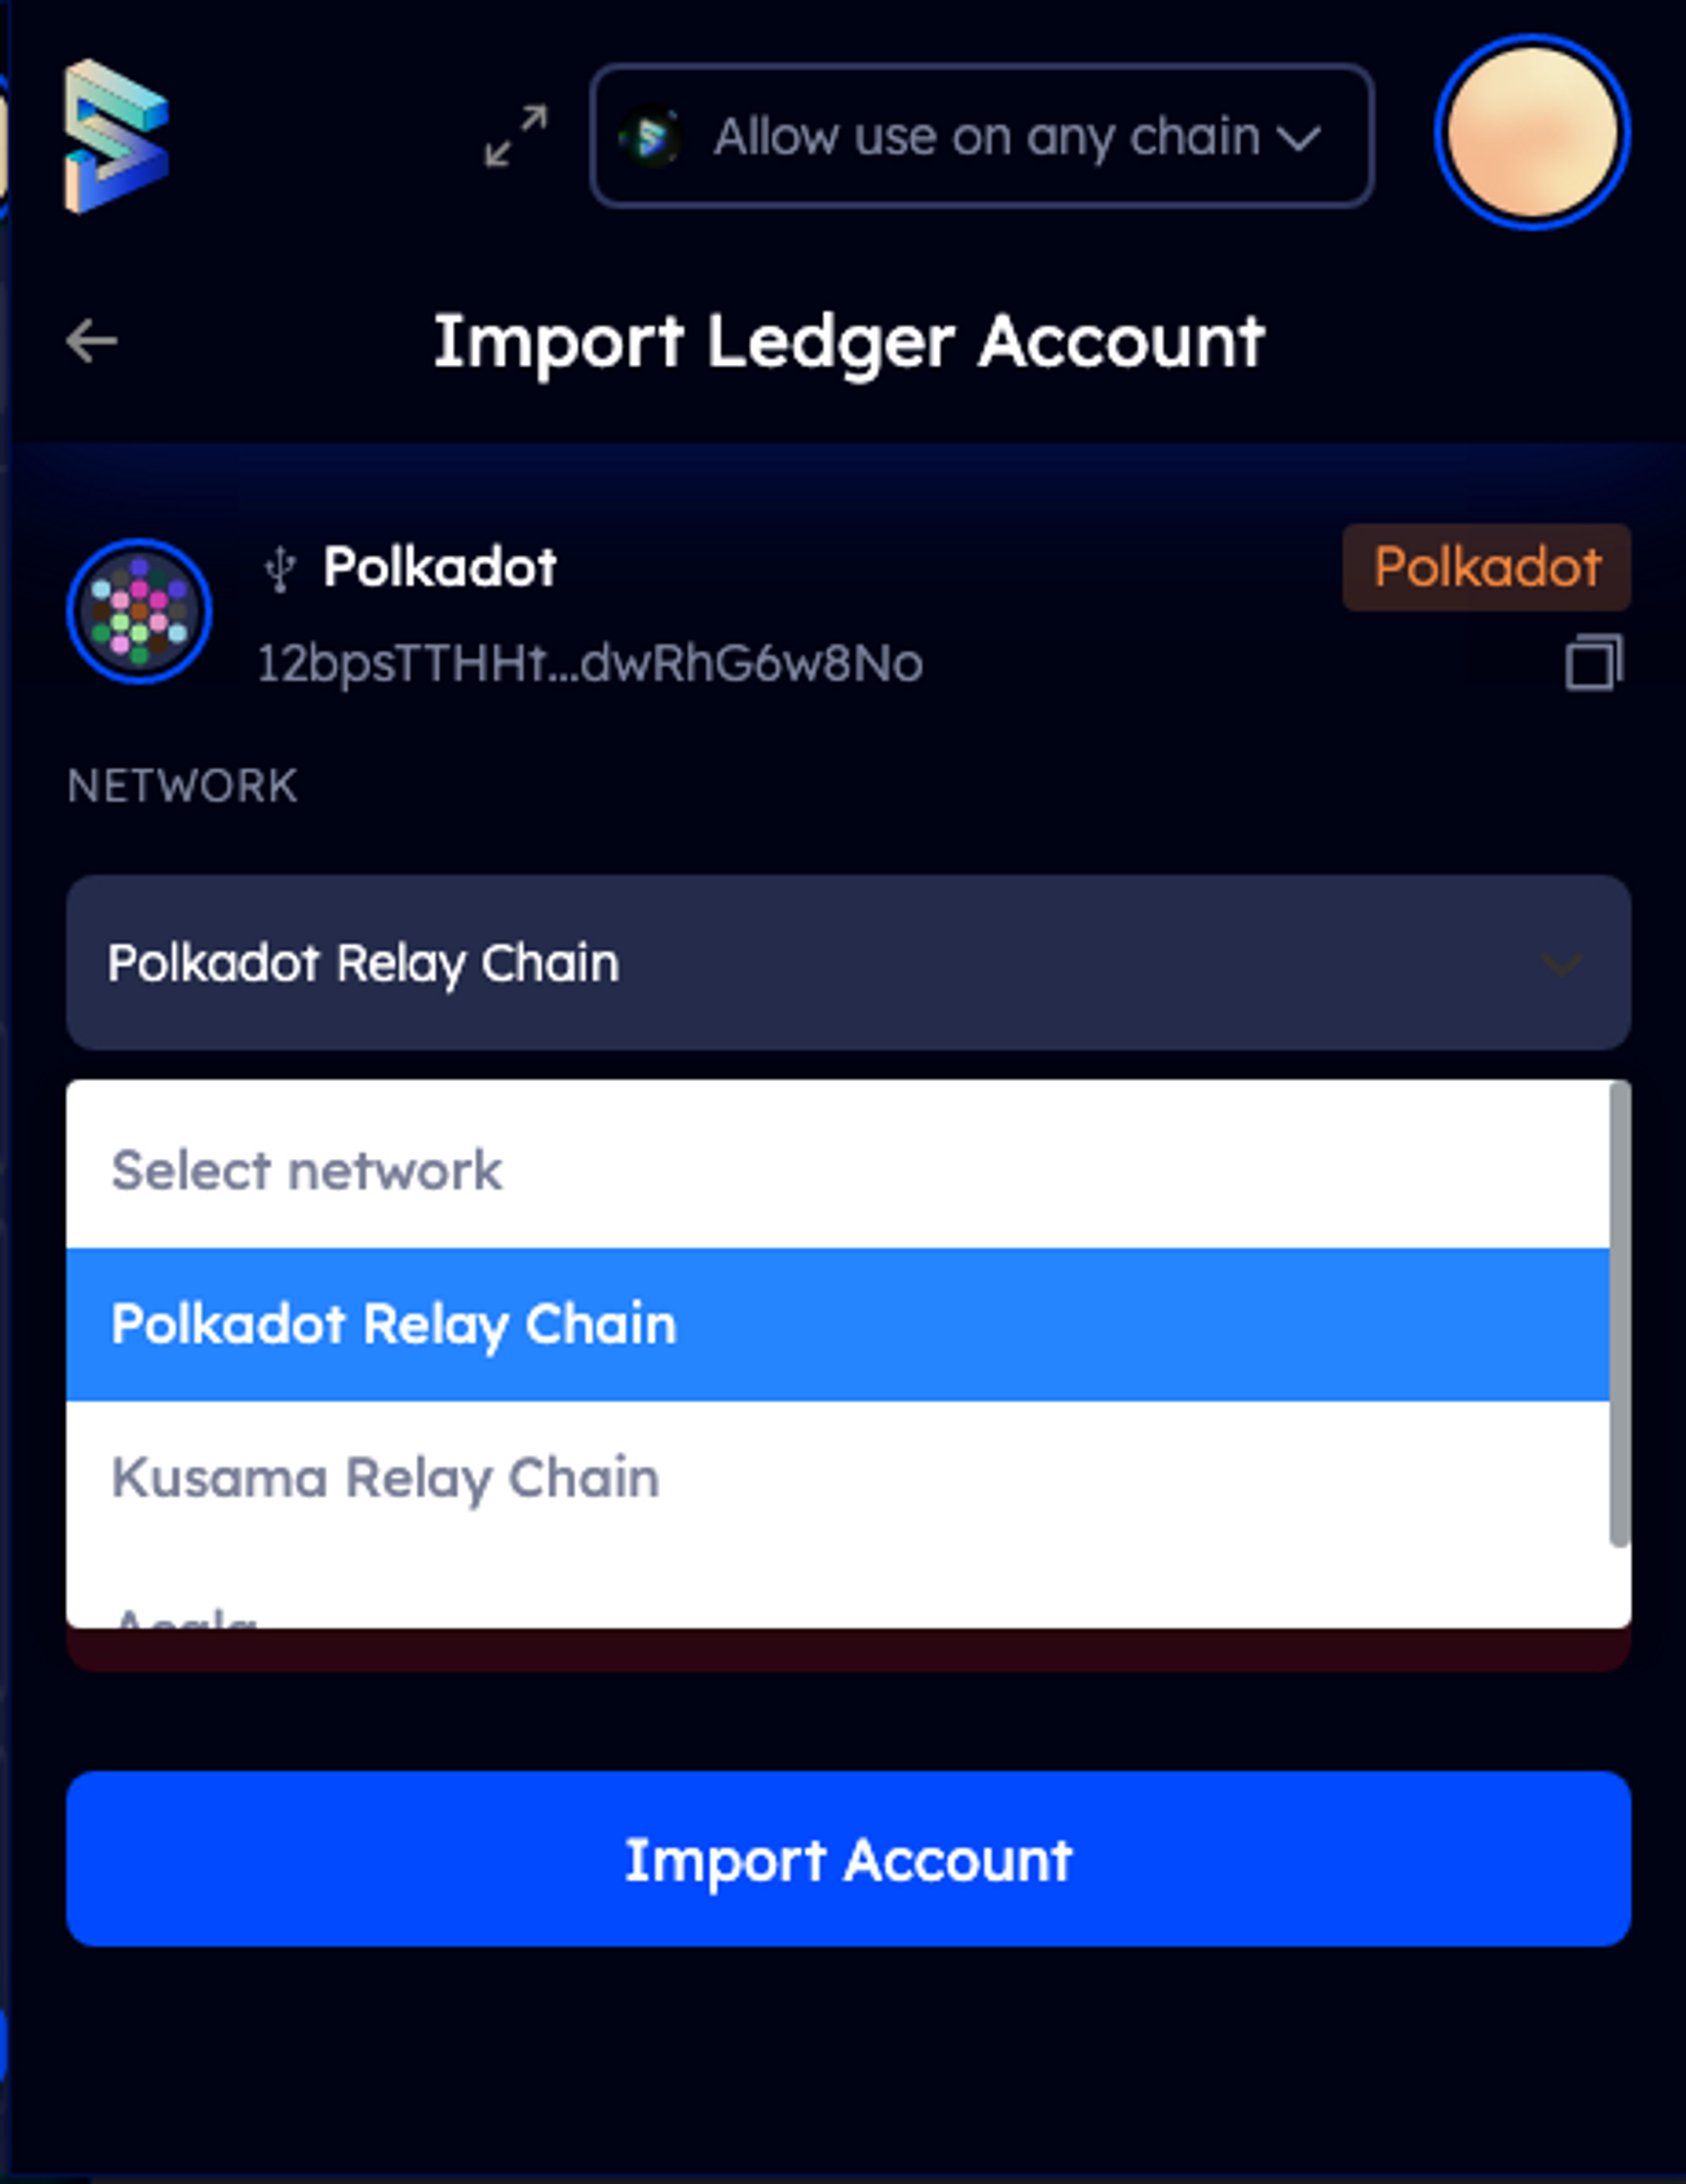 Allow use on any chain
Import Ledger Account
Polkadot
Polkadot
12bpsTTHHt...dwRhG6w8No
NETWORK
Polkadot Relay Chain
Select network
Polkadot Relay Chain
Kusama Relay Chain
Acala
Import Account